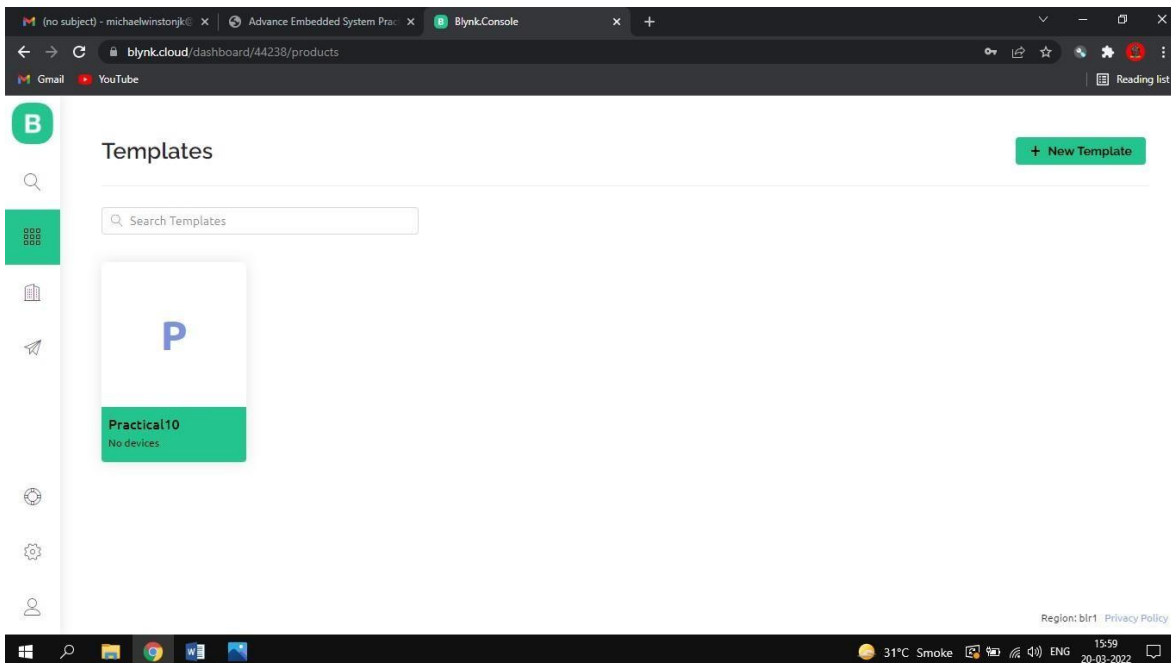 (no subject) - michaelwinstonjk@
Advance Embedded System Prac
B
Blynk.Console
blynk.cloud/dashboard/44238/products
Gmail
YouTube
Reading list
B
Templates
+ New Template
Search Templates
P
Practical10
No devices
Region: blr1 Privacy Policy
31°C Smoke
ENG
15:59
20-03-2022